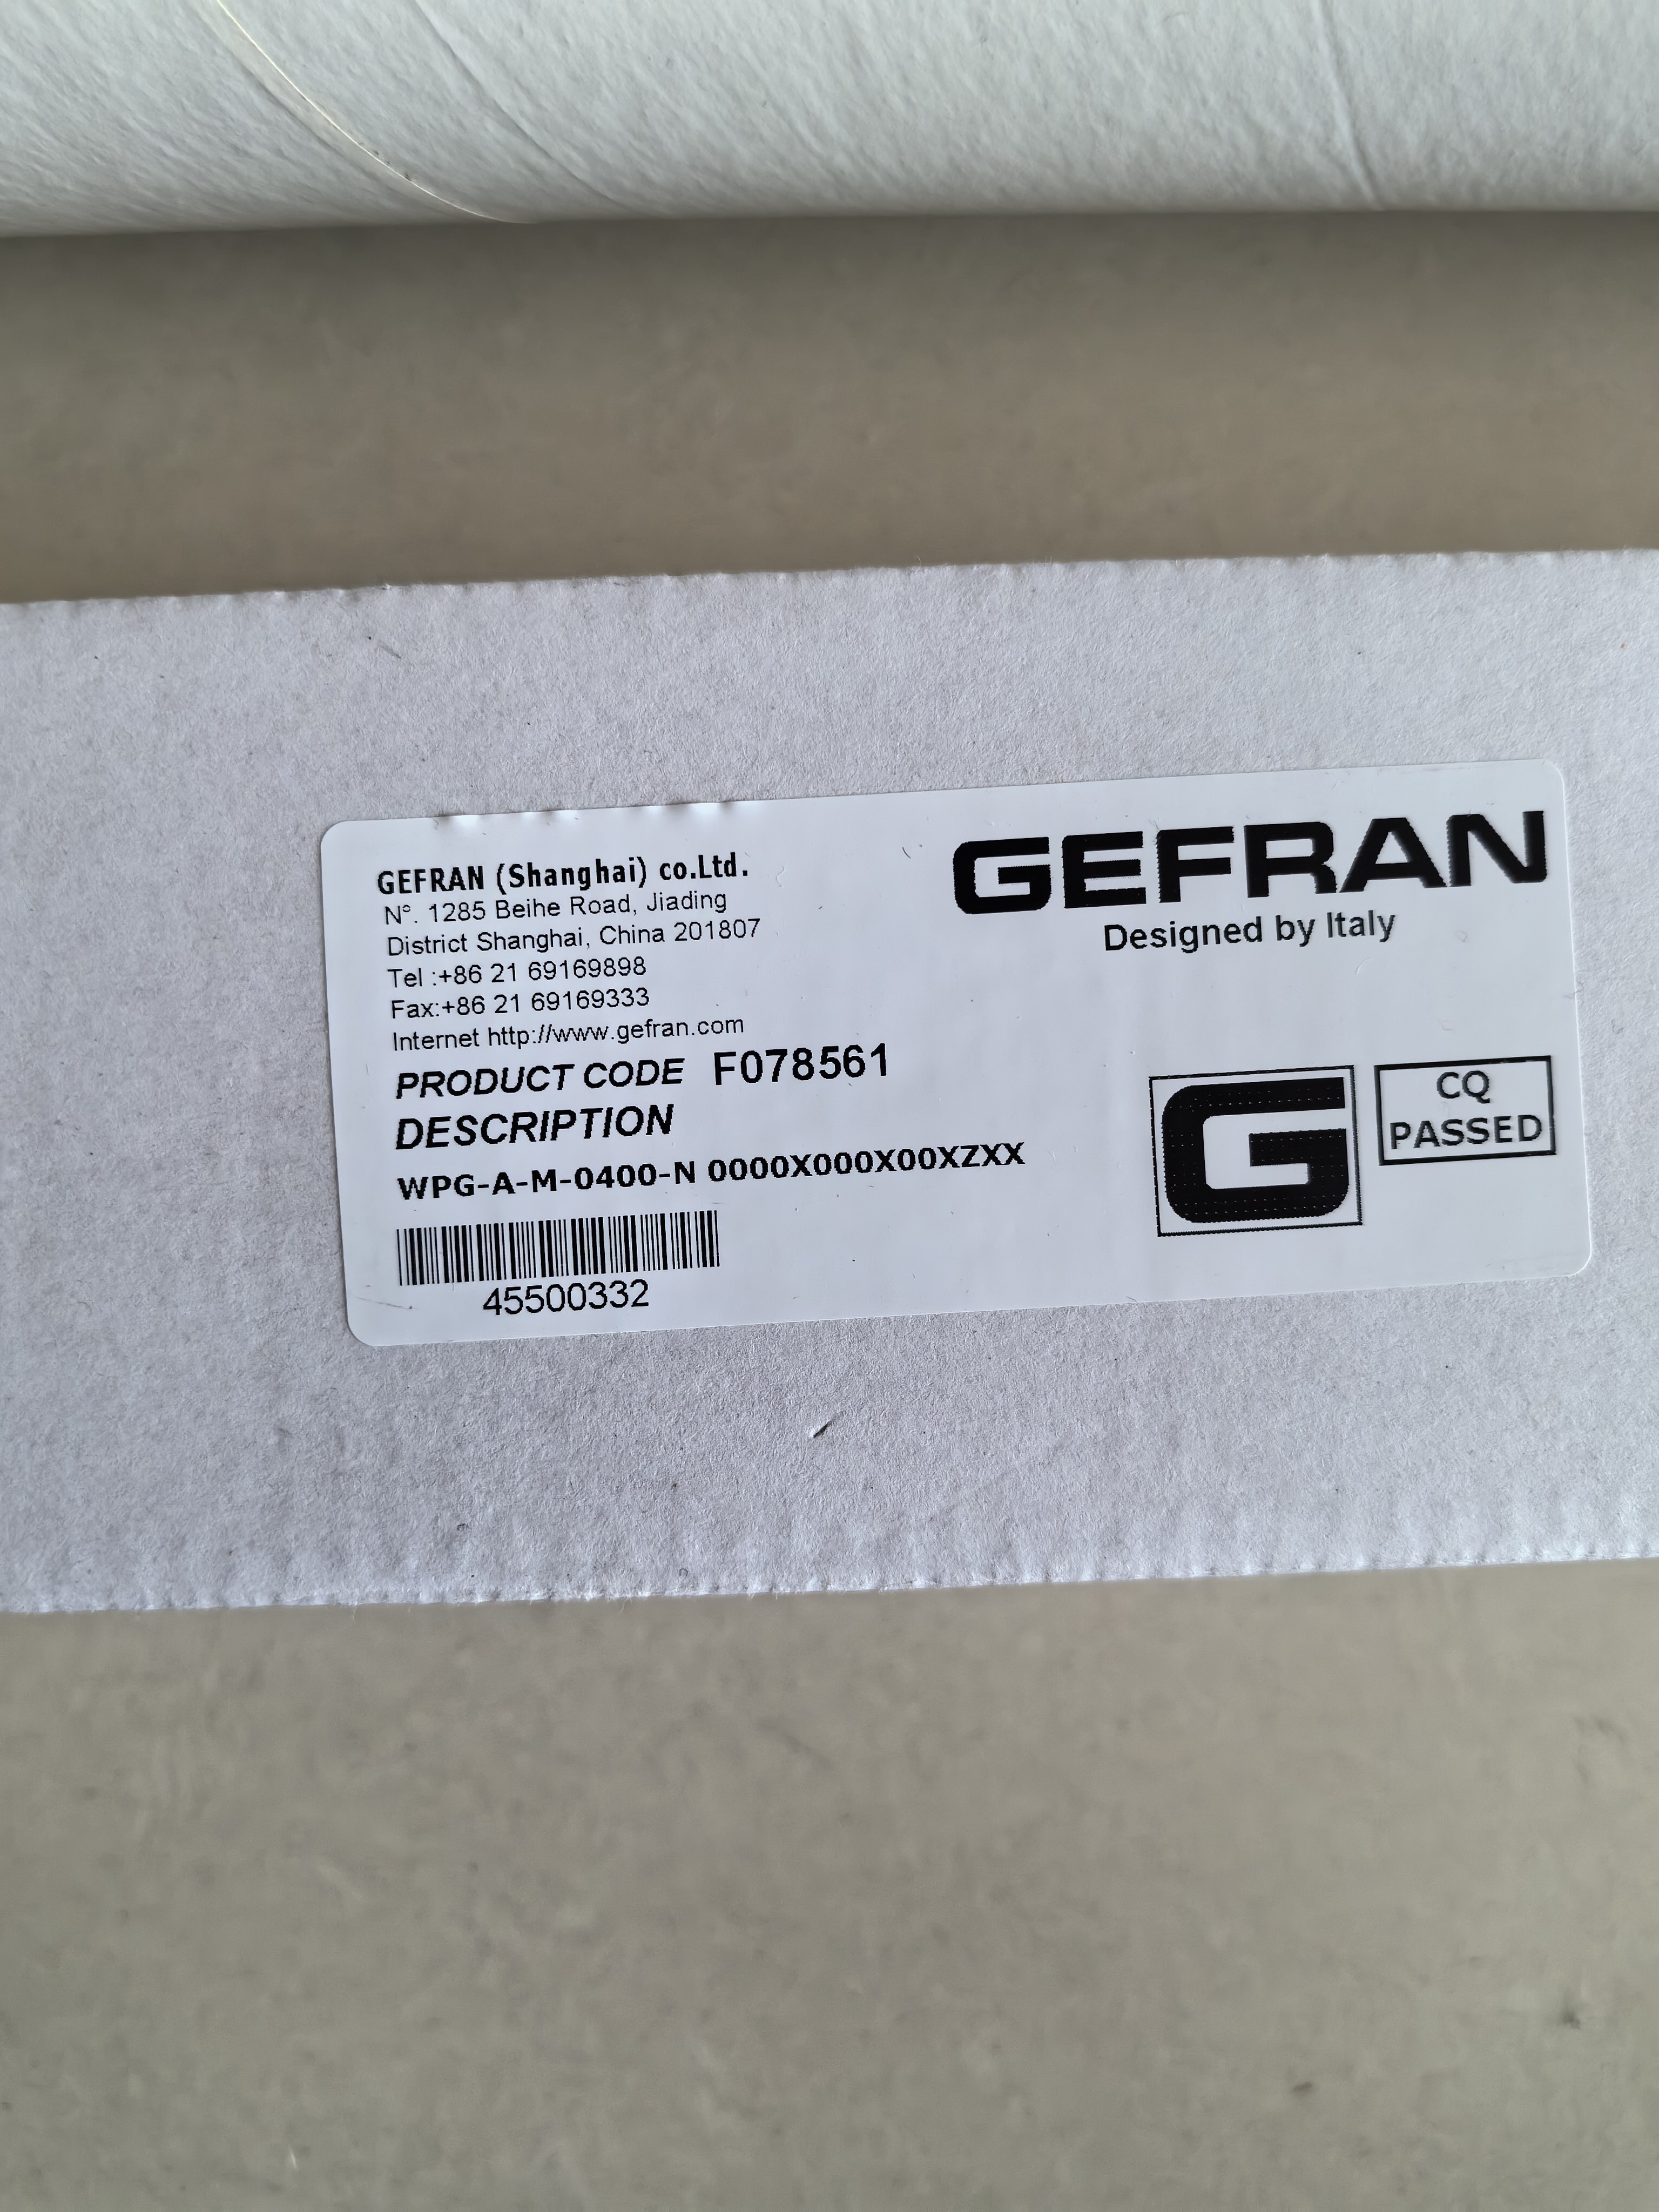 GEFRAN (Shanghai) co.Ltd.
N°. 1285 Beihe Road, Jiading
District Shanghai, China 201807
Tel :+86 21 69169898
Fax:+86 21 69169333
Internet http://www.gefran.com
PRODUCT CODE F078561
DESCRIPTION
WPG-A-M-0400-N 0000X000X00XZXX
45500332
GEFRAN
Designed by Italy
G
CQ
PASSED